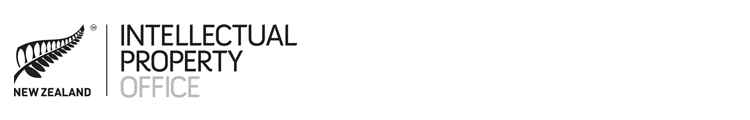 INTELLECTUAL
PROPERTY
OFFICE
NEW ZEALAND